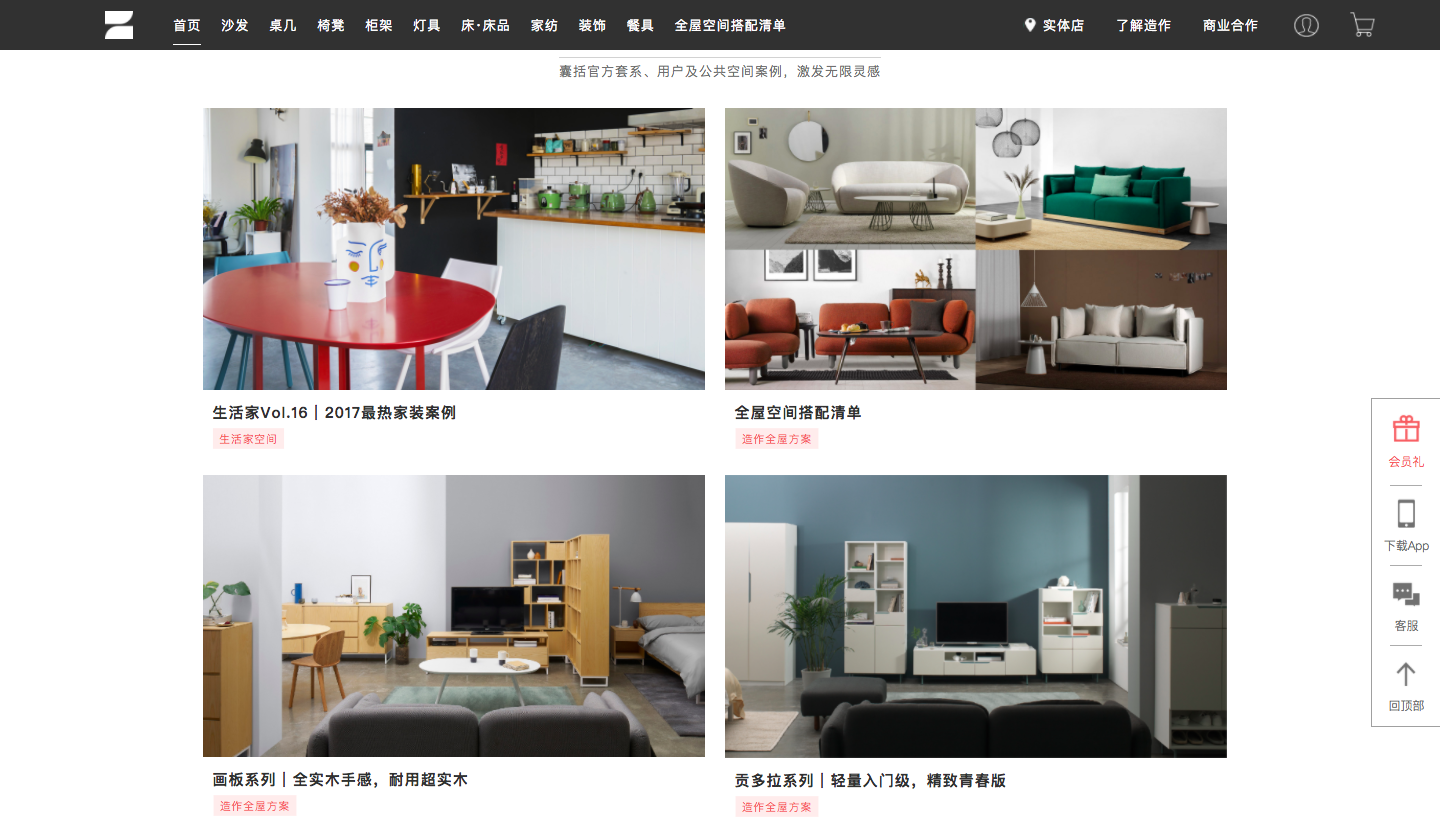 首页 沙发 桌几 椅凳 柜架 灯具 床·床品 家纺 装饰 餐具 全屋空间搭配清单 实体店 了解造作 商业合作
囊括官方套系、用户及公共空间案例，激发无限灵感
生活家Vol.16｜2017最热家装案例
生活家空间
全屋空间搭配清单
造作全屋方案
画板系列｜全实木手感，耐用超实木
造作全屋方案
贡多拉系列｜轻量入门级，精致青春版
造作全屋方案
会员礼
下载App
客服
回顶部